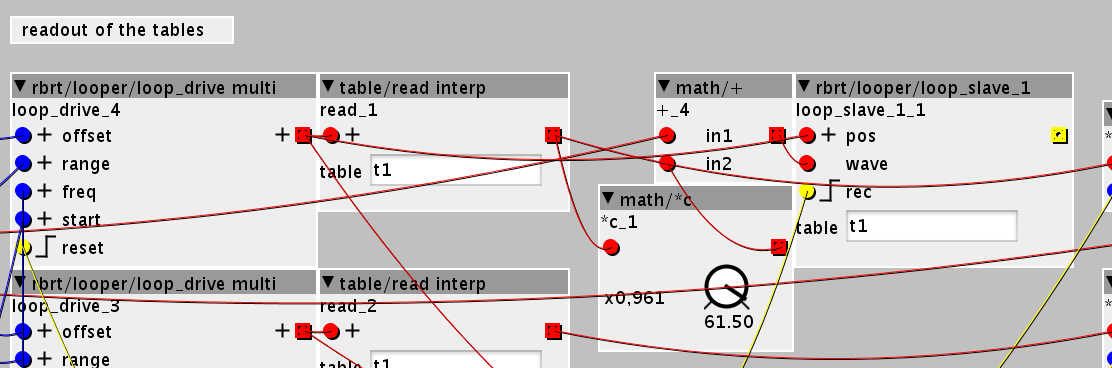 readout of the tables
rbrt/looper/loop_drive multi
loop_drive_4
+ offset +
+ range
+ freq
+ start
reset
table/read interp
read_1
+
table t1
math/+
+_4
in1
in2
rbrt/looper/loop_slave_1
loop_slave_1_1
+ pos
wave
rec
table t1
math/*c
*c_1
x0,961
61.50
rbrt/looper/loop_drive multi
loop_drive_3
+ offset +
+ range
table/read interp
read_2
+
table t1